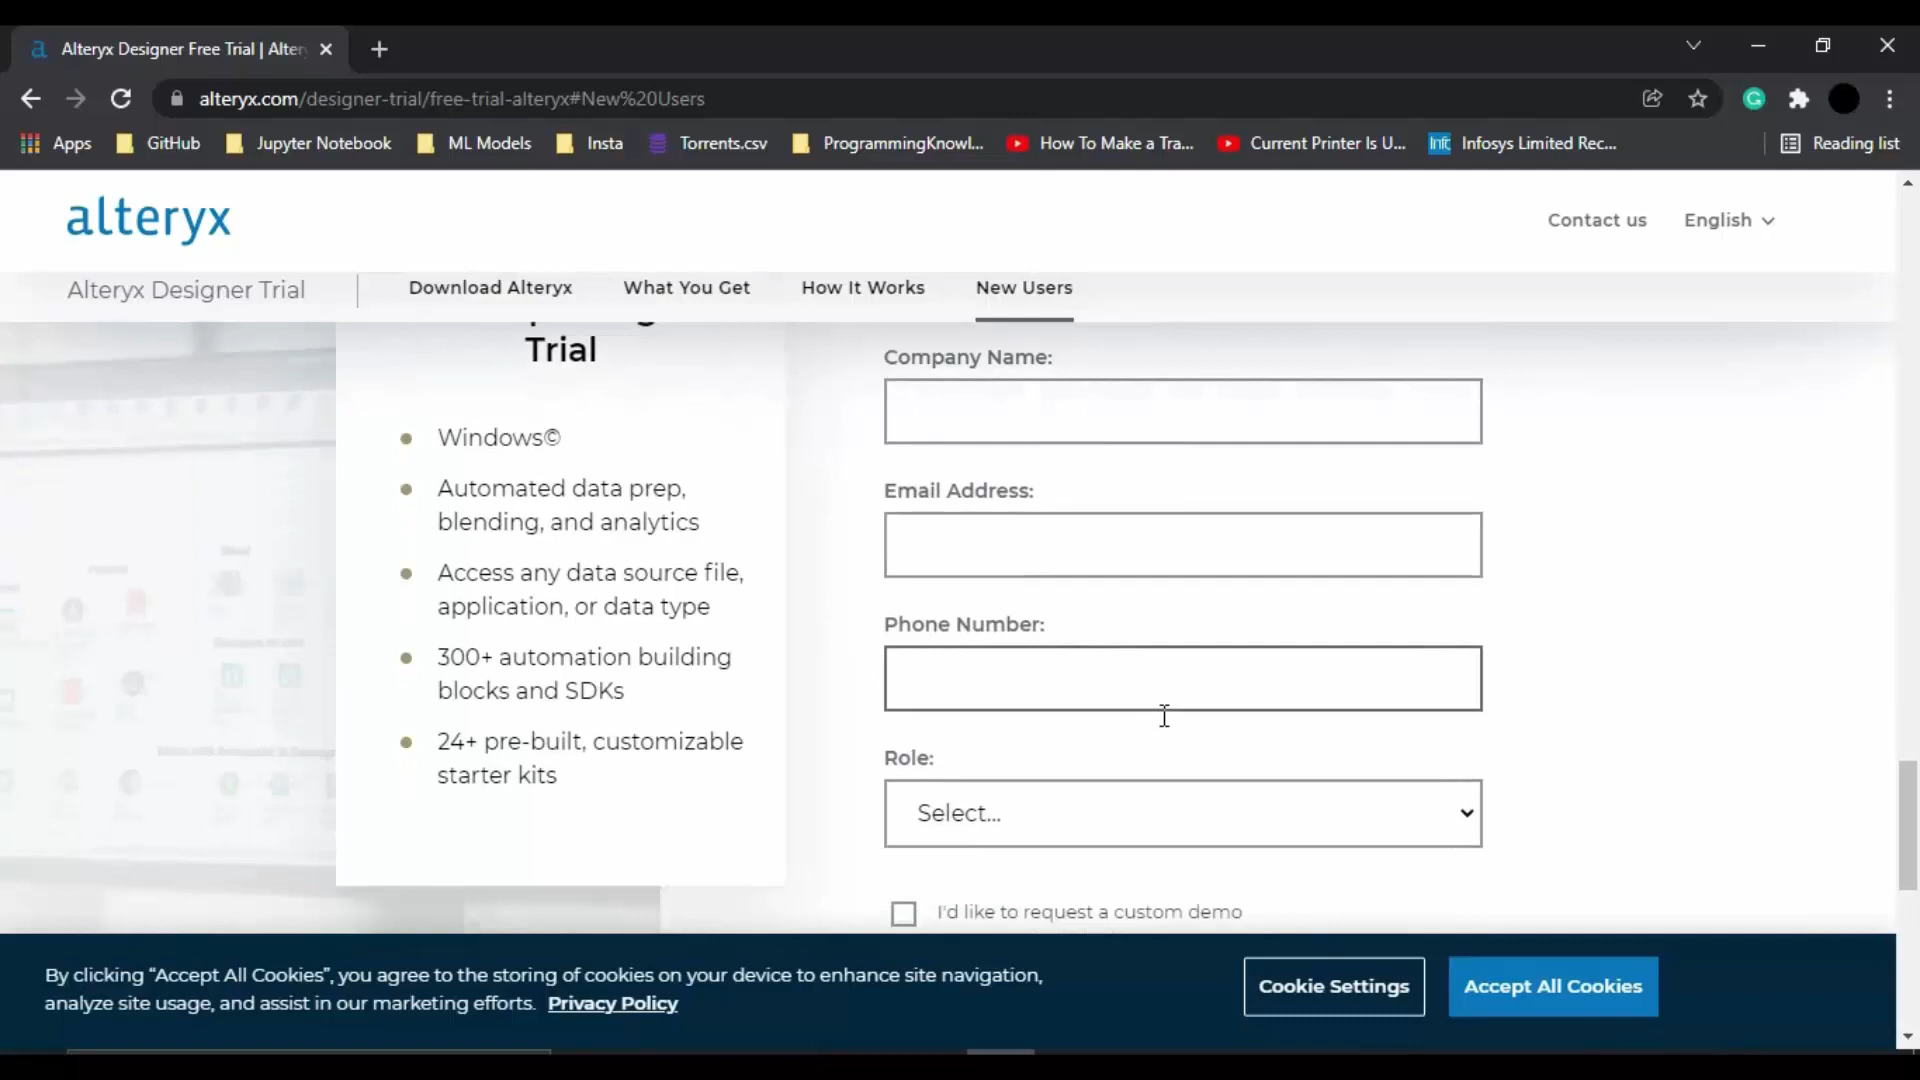 Alteryx Designer Free Trial | Alter
alteryx.com/designer-trial/free-trial-alteryx#New%20Users
Apps
GitHub
Jupyter Notebook
ML Models
Insta
Torrents.csv
ProgrammingKnowl...
How To Make a Tra...
Current Printer Is U...
Infosys Limited Rec...
Reading list
alteryx
Contact us
English
Alteryx Designer Trial
Download Alteryx
What You Get
How It Works
New Users
Trial
Windows©
Automated data prep,
blending, and analytics
Access any data source file,
application, or data type
300+ automation building
blocks and SDKs
24+ pre-built, customizable
starter kits
Company Name:
Email Address:
Phone Number:
Role:
Select...
I'd like to request a custom demo
By clicking “Accept All Cookies”, you agree to the storing of cookies on your device to enhance site navigation,
analyze site usage, and assist in our marketing efforts. Privacy Policy
Cookie Settings
Accept All Cookies